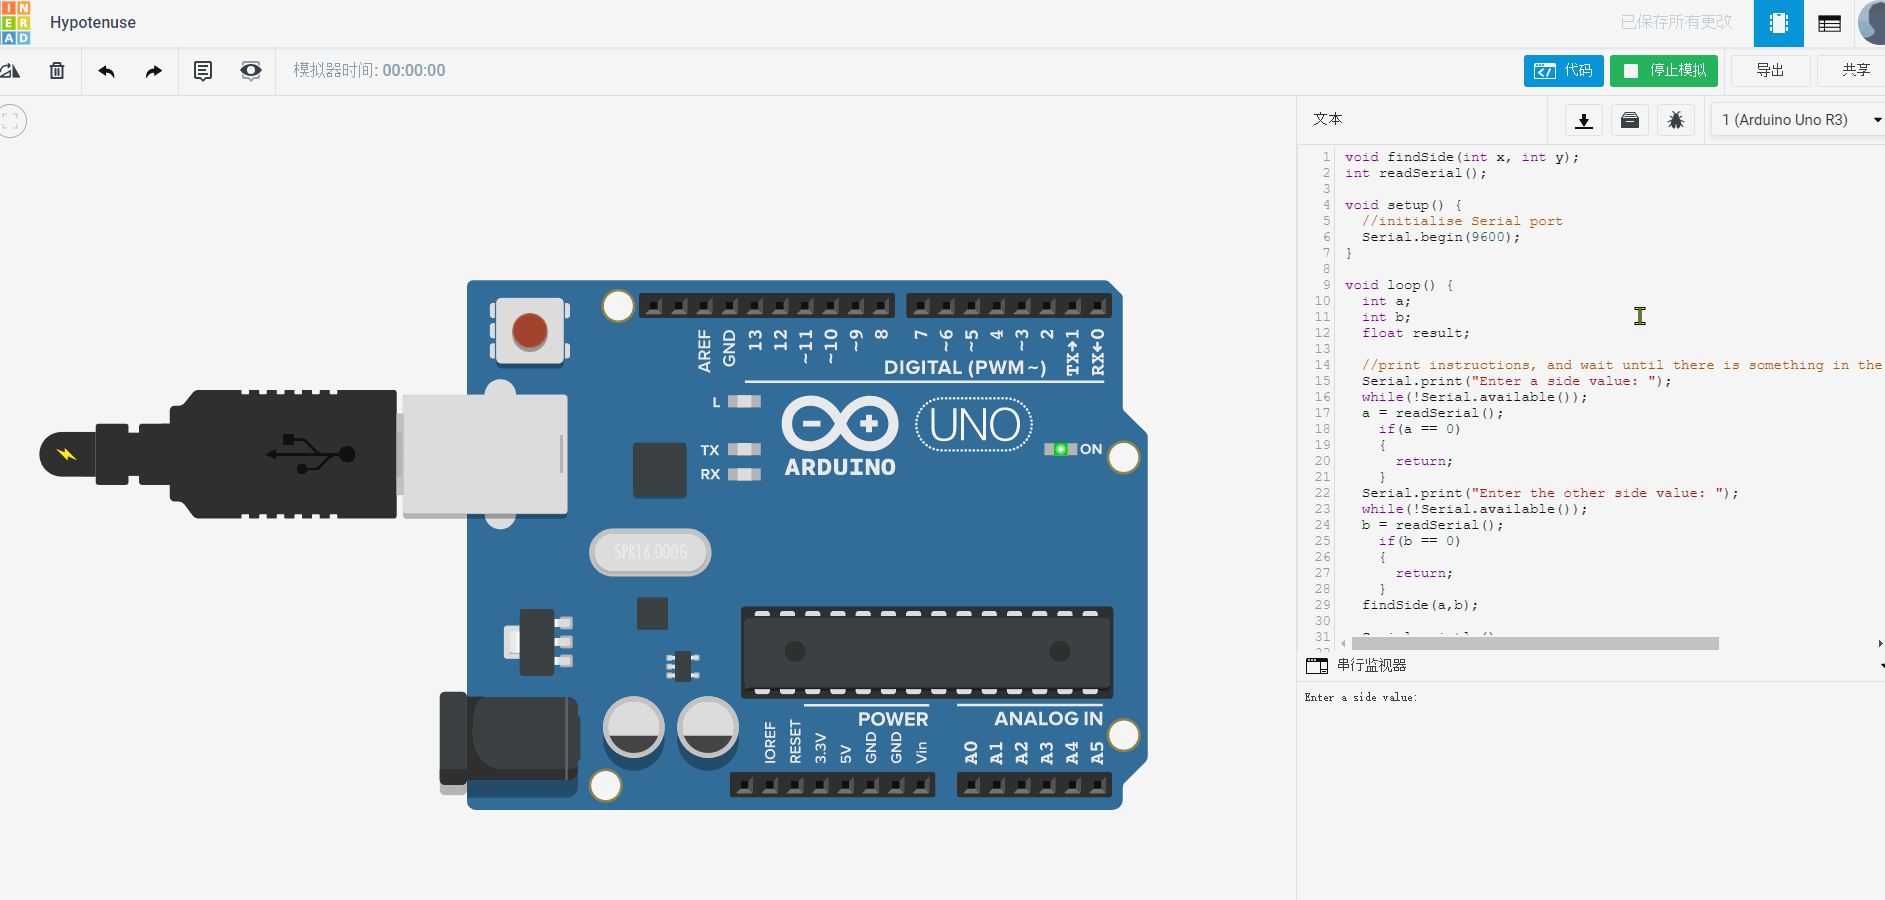 IN
NER
AD
Hypotenuse
已保存所有更改
模拟器时间: 00:00:00
代码
停止模拟
导出
共享
文本
1 (Arduino Uno R3)
1 void findSide(int x, int y);
2 int readSerial();
3
4 void setup() {
5 //initialise Serial port
6 Serial.begin(9600);
7 }
8
9 void loop() {
10 int a;
11 int b;
12 float result;
13
14 //print instructions, and wait until there is something in the
15 Serial.print("Enter a side value: ");
16 while(!Serial.available());
17 a = readSerial();
18 if(a == 0)
19 {
20 return;
21 }
22 Serial.print("Enter the other side value: ");
23 while(!Serial.available());
24 b = readSerial();
25 if(b == 0)
26 {
27 return;
28 }
29 findSide(a,b);
30
31
串行监视器
Enter a side value:
AREF
GND
13
12
~11
~10
~9
8
7
~6
~5
4
~3
2
TX→1
RX←0
DIGITAL (PWM~)
L
TX
RX
ARDUINO
UNO
ON
SPK16.000G
POWER
ANALOG IN
IOREF
RESET
3.3V
5V
GND
GND
Vin
A0
A1
A2
A3
A4
A5